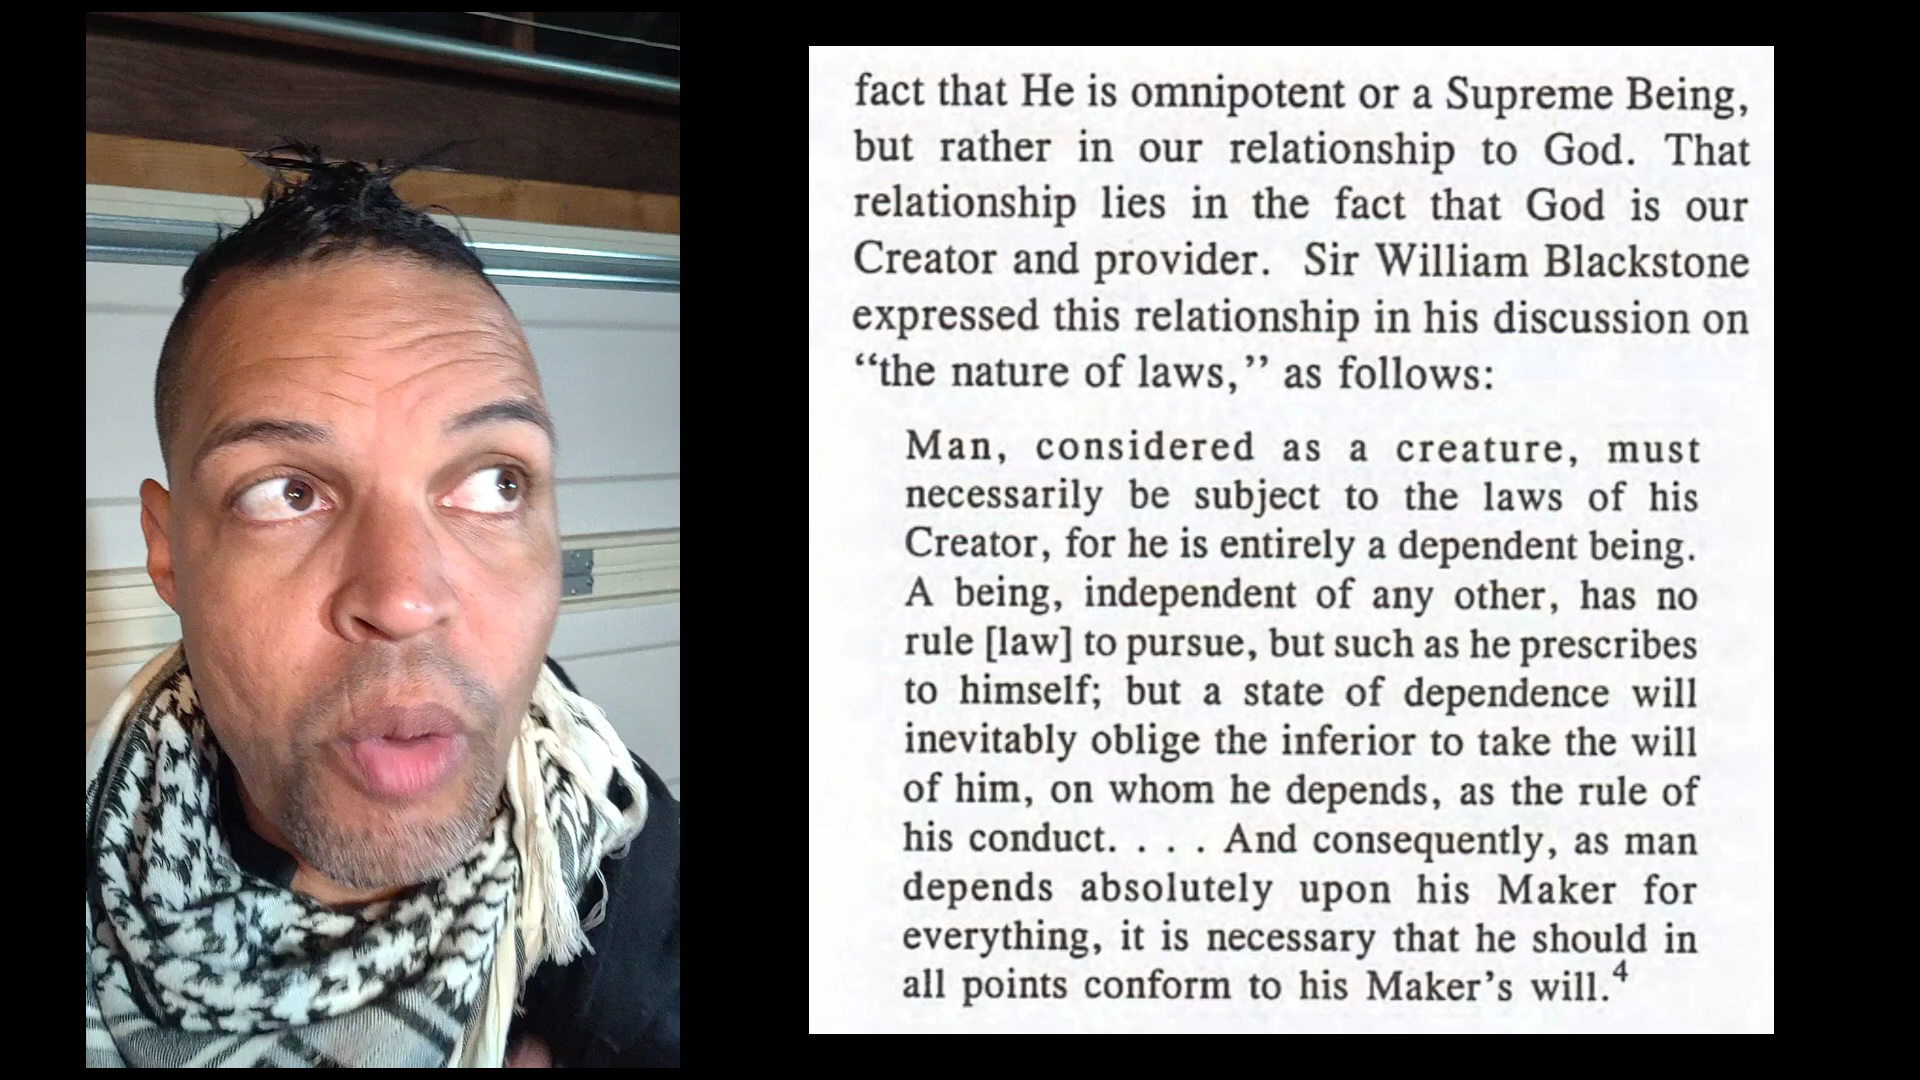 fact that He is omnipotent or a Supreme Being,
but rather in our relationship to God. That
relationship lies in the fact that God is our
Creator and provider. Sir William Blackstone
expressed this relationship in his discussion on
“the nature of laws,” as follows:
Man, considered as a creature, must
necessarily be subject to the laws of his
Creator, for he is entirely a dependent being.
A being, independent of any other, has no
rule [law] to pursue, but such as he prescribes
to himself; but a state of dependence will
inevitably oblige the inferior to take the will
of him, on whom he depends, as the rule of
his conduct. . . . And consequently, as man
depends absolutely upon his Maker for
everything, it is necessary that he should in
all points conform to his Maker’s will.⁴